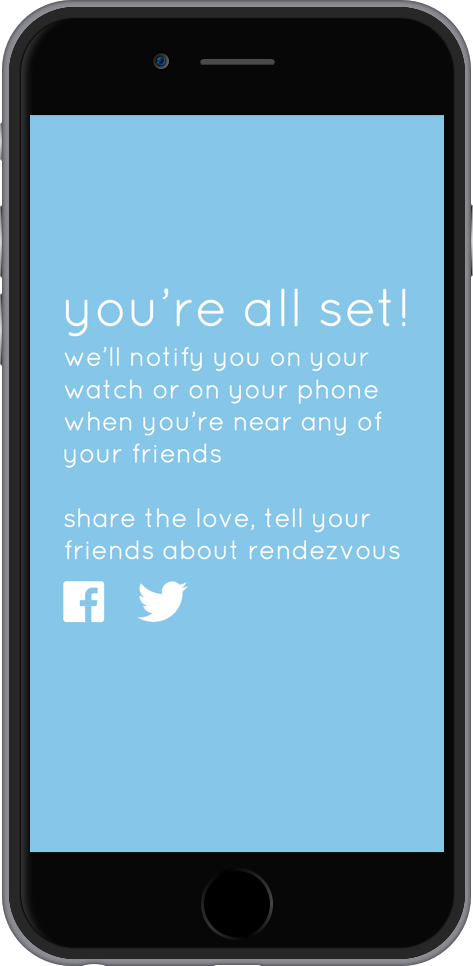 you're all set!
we'll notify you on your
watch or on your phone
when you're near any of
your friends
share the love, tell your
friends about rendezvous